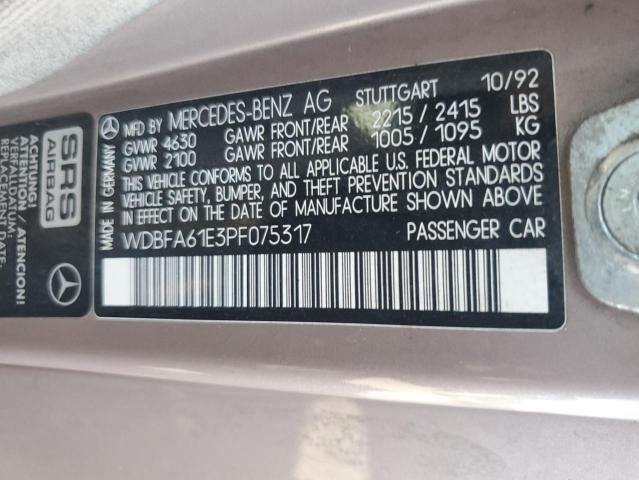 ACHTUNG!
ATTENTION / ATENCION!
REPLACEMENT DATE
SRS
AIRBAG
MFD BY MERCEDES-BENZ AG STUTTGART 10/92
GVWR 4630 GAWR FRONT/REAR 2215 / 2415 LBS
GVWR 2100 GAWR FRONT/REAR 1005 / 1095 KG
THIS VEHICLE CONFORMS TO ALL APPLICABLE U.S. FEDERAL MOTOR
VEHICLE SAFETY, BUMPER, AND THEFT PREVENTION STANDARDS
IN EFFECT ON THE DATE OF MANUFACTURE SHOWN ABOVE
WDBFA61E3PF075317 PASSENGER CAR
MADE IN GERMANY